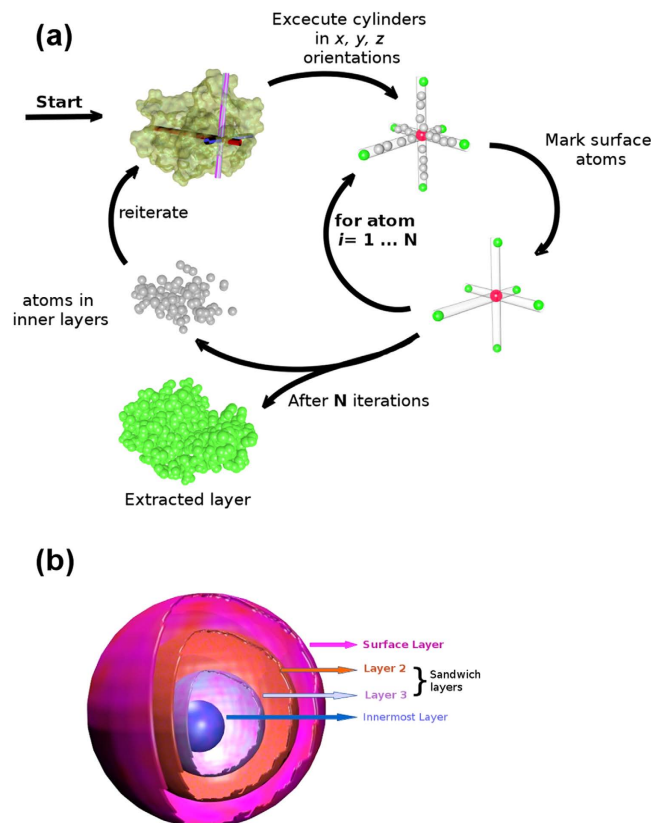 (a)
Excecute cylinders
in x, y, z
orientations
Start
Mark surface
atoms
reiterate
for atom
i= 1 ... N
atoms in
inner layers
After N iterations
Extracted layer
(b)
Surface Layer
Layer 2
Sandwich
layers
Layer 3
Innermost Layer